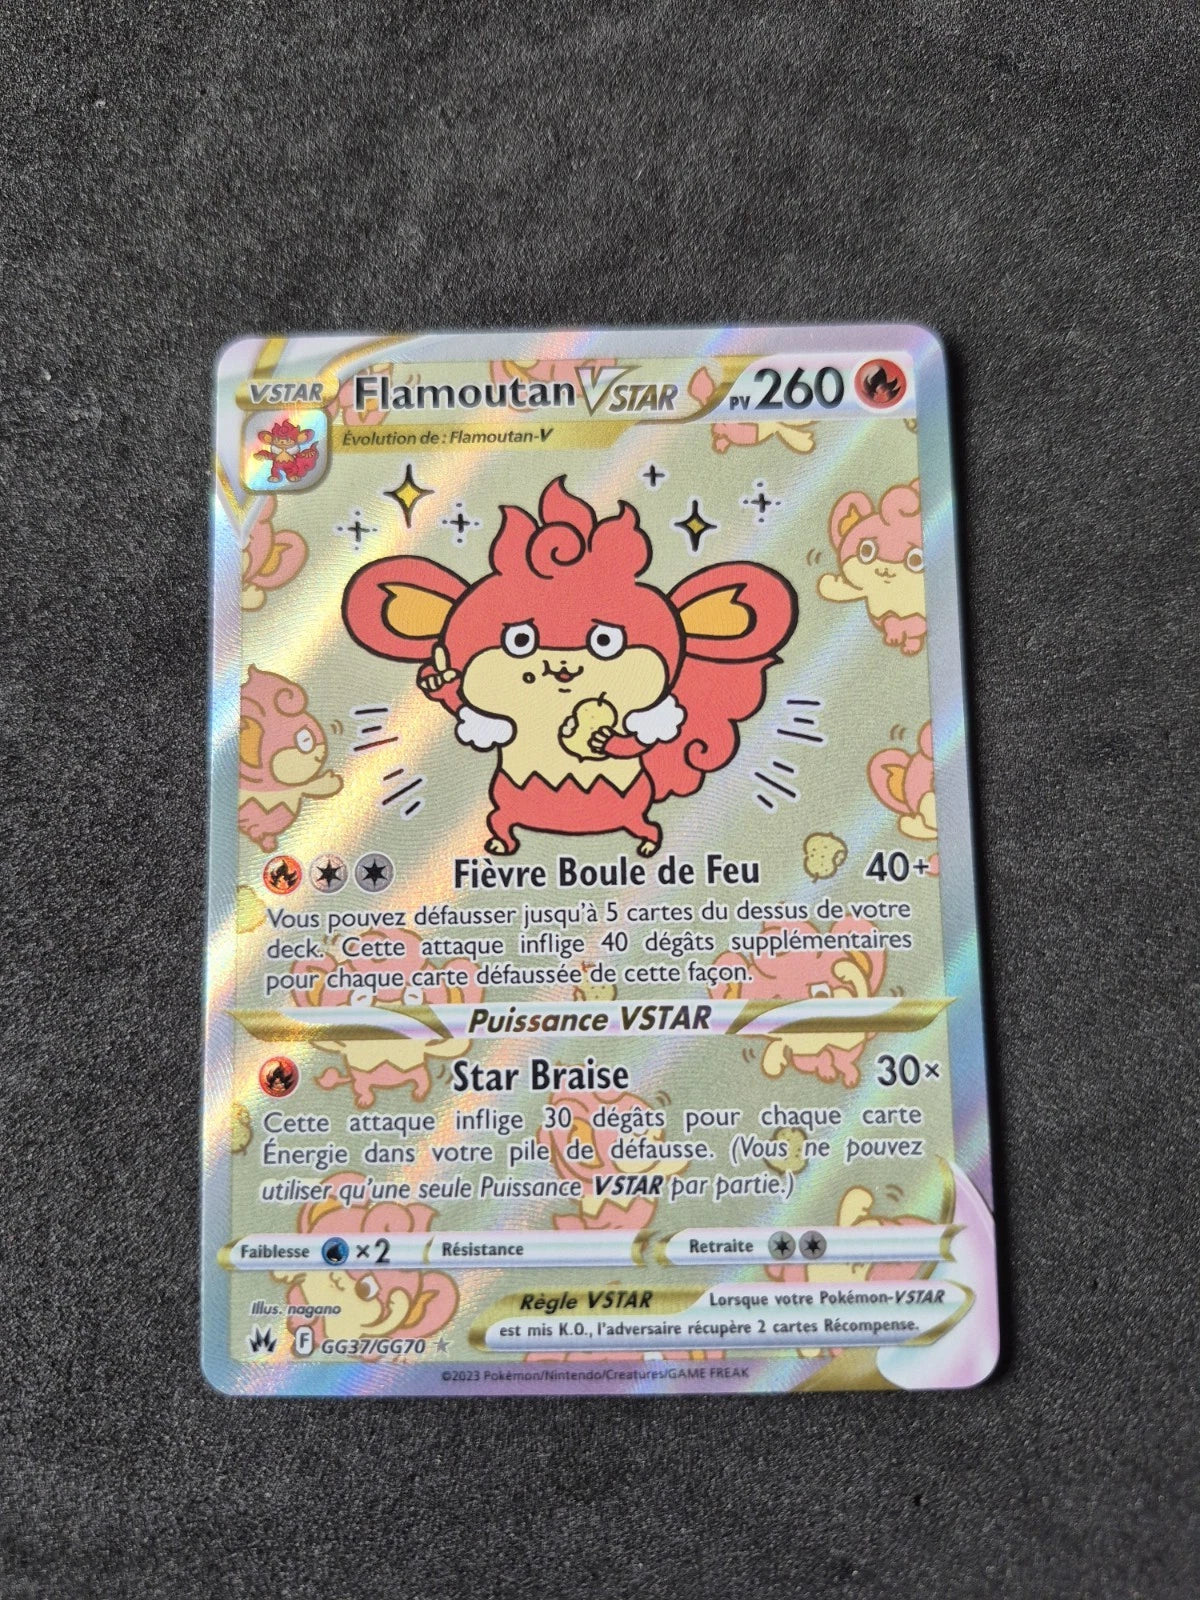 VSTAR Flamoutan VSTAR PV 260
Évolution de : Flamoutan-V
Fièvre Boule de Feu 40+
Vous pouvez défausser jusqu'à 5 cartes du dessus de votre
deck. Cette attaque inflige 40 dégâts supplémentaires
pour chaque carte défaussée de cette façon.
Puissance VSTAR
Star Braise 30×
Cette attaque inflige 30 dégâts pour chaque carte
Énergie dans votre pile de défausse. (Vous ne pouvez
utiliser qu'une seule Puissance VSTAR par partie.)
Faiblesse ×2 Résistance Retraite
Illus. nagano
Règle VSTAR Lorsque votre Pokémon-VSTAR
est mis K.O., l'adversaire récupère 2 cartes Récompense.
F GG37/GG70
©2023 Pokémon/Nintendo/Creatures/GAME FREAK